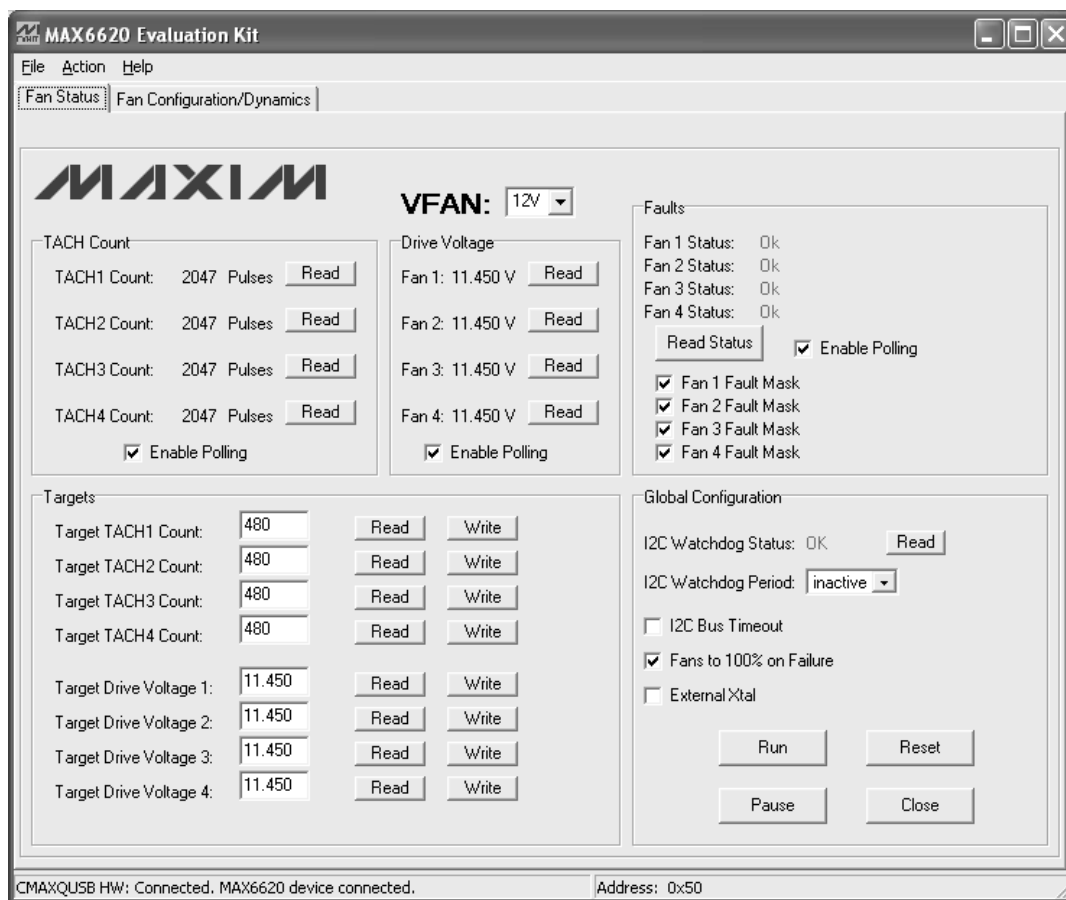 MAX6620 Evaluation Kit
File Action Help
Fan Status Fan Configuration/Dynamics
MAXIM
VFAN: 12V
TACH Count
TACH1 Count: 2047 Pulses Read
TACH2 Count: 2047 Pulses Read
TACH3 Count: 2047 Pulses Read
TACH4 Count: 2047 Pulses Read
Enable Polling
Drive Voltage
Fan 1: 11.450 V Read
Fan 2: 11.450 V Read
Fan 3: 11.450 V Read
Fan 4: 11.450 V Read
Enable Polling
Faults
Fan 1 Status: Ok
Fan 2 Status: Ok
Fan 3 Status: Ok
Fan 4 Status: Ok
Read Status Enable Polling
Fan 1 Fault Mask
Fan 2 Fault Mask
Fan 3 Fault Mask
Fan 4 Fault Mask
Targets
Target TACH1 Count: 480 Read Write
Target TACH2 Count: 480 Read Write
Target TACH3 Count: 480 Read Write
Target TACH4 Count: 480 Read Write
Target Drive Voltage 1: 11.450 Read Write
Target Drive Voltage 2: 11.450 Read Write
Target Drive Voltage 3: 11.450 Read Write
Target Drive Voltage 4: 11.450 Read Write
Global Configuration
I2C Watchdog Status: OK Read
I2C Watchdog Period: inactive
I2C Bus Timeout
Fans to 100% on Failure
External Xtal
Run Reset
Pause Close
CMAXQUSB HW: Connected. MAX6620 device connected. Address: 0x50